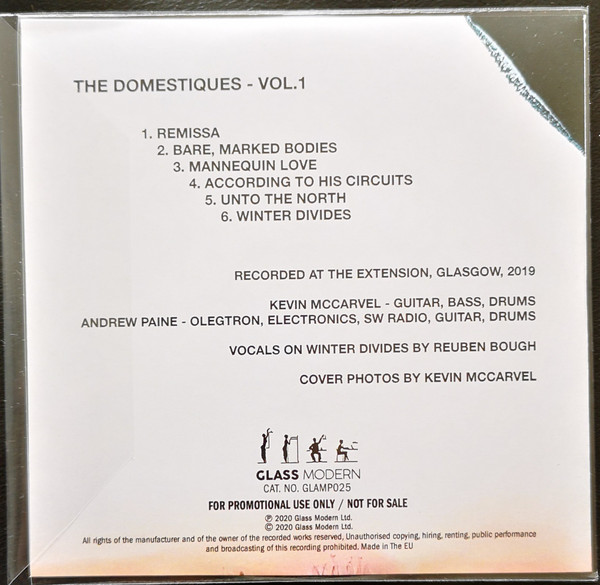 THE DOMESTIQUES - VOL.1
1. REMISSA
2. BARE, MARKED BODIES
3. MANNEQUIN LOVE
4. ACCORDING TO HIS CIRCUITS
5. UNTO THE NORTH
6. WINTER DIVIDES
RECORDED AT THE EXTENSION, GLASGOW, 2019
KEVIN MCCARVEL - GUITAR, BASS, DRUMS
ANDREW PAINE - OLEGTRON, ELECTRONICS, SW RADIO, GUITAR, DRUMS
VOCALS ON WINTER DIVIDES BY REUBEN BOUGH
COVER PHOTOS BY KEVIN MCCARVEL
GLASS MODERN
CAT. NO. GLAMP025
FOR PROMOTIONAL USE ONLY / NOT FOR SALE
℗ 2020 Glass Modern Ltd.
© 2020 Glass Modern Ltd.
All rights of the manufacturer and of the owner of the recorded works reserved, Unauthorised copying, hiring, renting, public performance
and broadcasting of this recording prohibited. Made in The EU